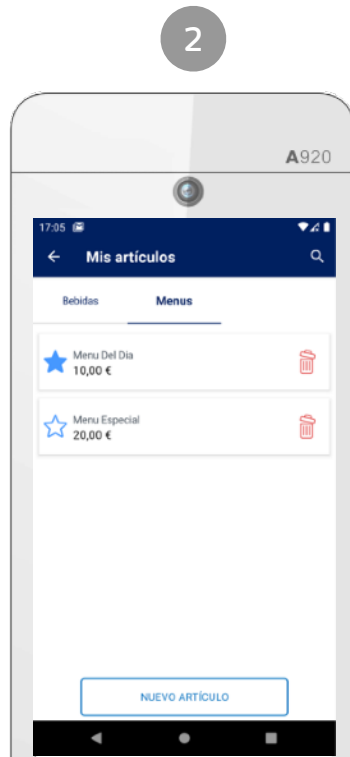 2
A920
17:05
Mis artículos
Bebidas Menus
Menu Del Dia
10,00 €
Menu Especial
20,00 €
NUEVO ARTÍCULO